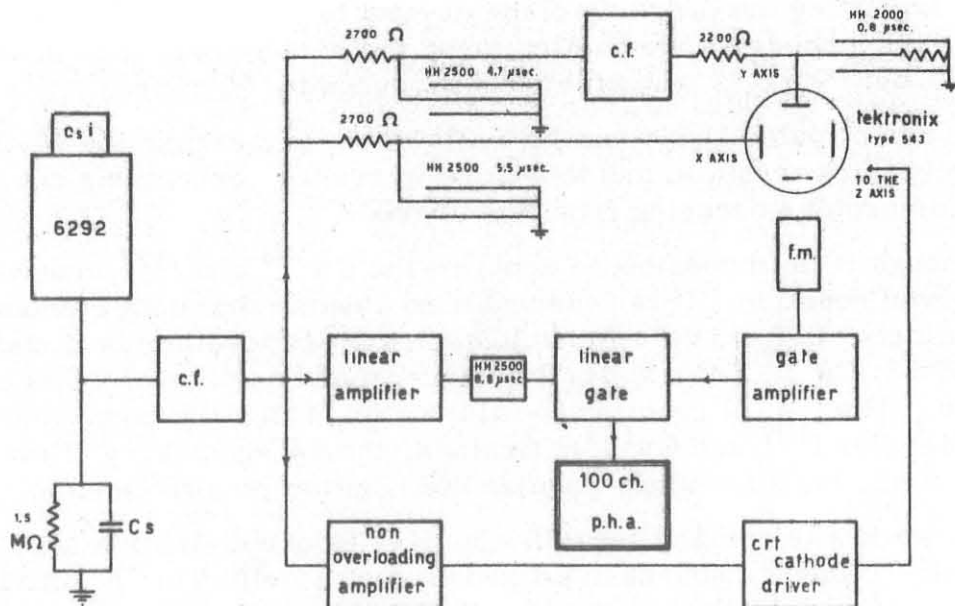 2700 Ω
HH 2500 4,7 μsec.
c.f.
2200 Ω
HH 2000
0,8 μsec.
Y AXIS
tektronix
type 543
X AXIS
TO THE
Z AXIS
2700 Ω
HH 2500 5,5 μsec.
Cs i
6292
f.m.
c.f.
linear
amplifier
HH 2500
8,8 μsec
linear
gate
gate
amplifier
100 ch.
p.h.a.
1,5
MΩ
Cs
non
overloading
amplifier
crt
cathode
driver